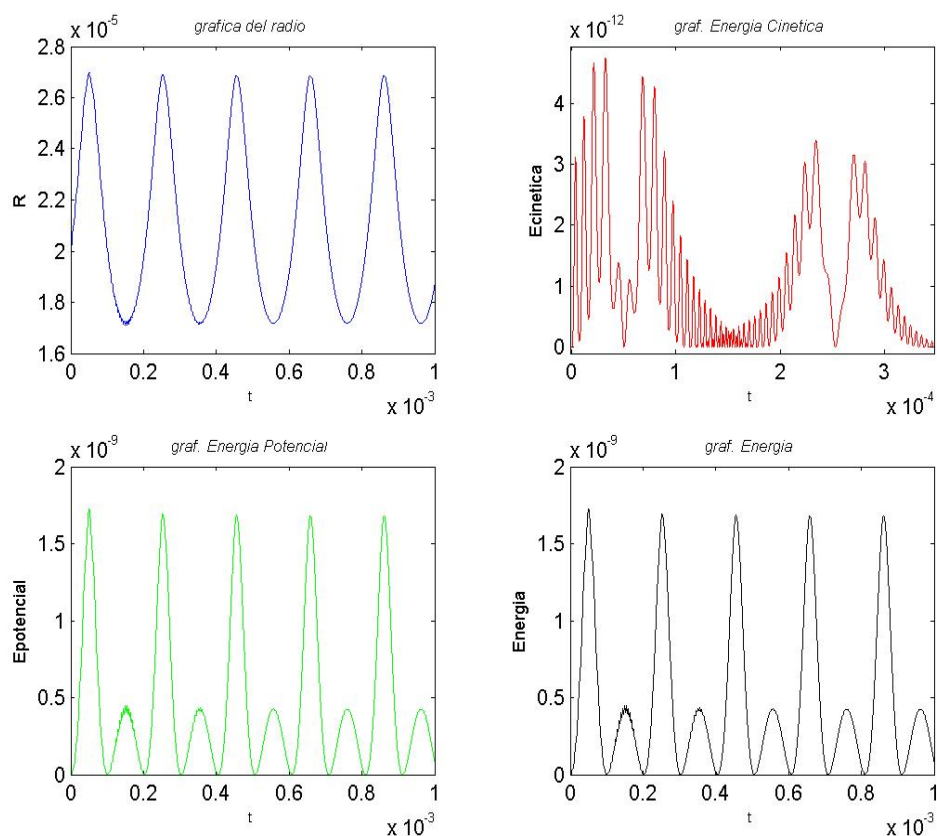 grafica del radio
x 10^-5
2.8
2.6
2.4
2.2
2
1.8
1.6
R
0 0.2 0.4 0.6 0.8 1
t
x 10^-3
graf. Energia Cinetica
x 10^-12
4
3
2
1
0
Ecinetica
0 1 2 3
t
x 10^-4
graf. Energia Potencial
x 10^-9
2
1.5
1
0.5
0
Epotencial
0 0.2 0.4 0.6 0.8 1
t
x 10^-3
graf. Energia
x 10^-9
2
1.5
1
0.5
0
Energia
0 0.2 0.4 0.6 0.8 1
t
x 10^-3